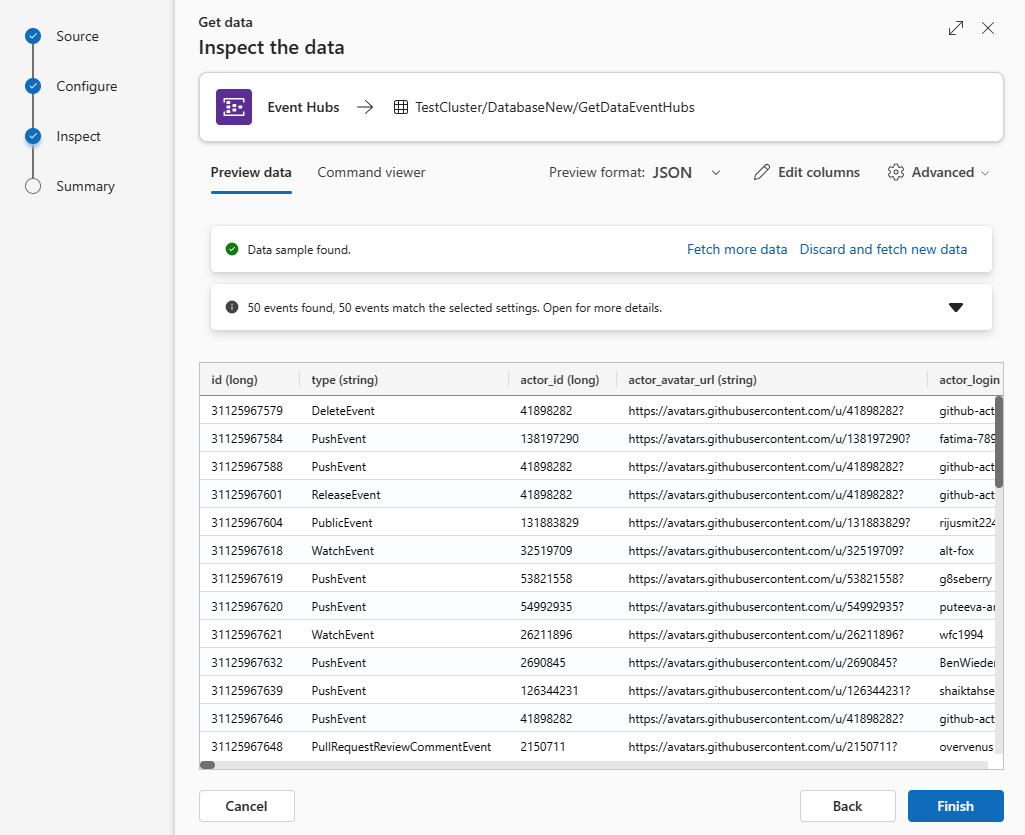 Source
Configure
Inspect
Summary
Get data
Inspect the data
Event Hubs TestCluster/DatabaseNew/GetDataEventHubs
Preview data Command viewer Preview format: JSON Edit columns Advanced
Data sample found. Fetch more data Discard and fetch new data
50 events found, 50 events match the selected settings. Open for more details.
id (long) type (string) actor_id (long) actor_avatar_url (string) actor_login
31125967579 DeleteEvent 41898282 https://avatars.githubusercontent.com/u/41898282? github-act
31125967584 PushEvent 138197290 https://avatars.githubusercontent.com/u/138197290? fatima-789
31125967588 PushEvent 41898282 https://avatars.githubusercontent.com/u/41898282? github-act
31125967601 ReleaseEvent 41898282 https://avatars.githubusercontent.com/u/41898282? github-act
31125967604 PublicEvent 131883829 https://avatars.githubusercontent.com/u/131883829? rijusmit224
31125967618 WatchEvent 32519709 https://avatars.githubusercontent.com/u/32519709? alt-fox
31125967619 PushEvent 53821558 https://avatars.githubusercontent.com/u/53821558? g8seberry
31125967620 PushEvent 54992935 https://avatars.githubusercontent.com/u/54992935? puteeva-an
31125967621 WatchEvent 26211896 https://avatars.githubusercontent.com/u/26211896? wfc1994
31125967632 PushEvent 2690845 https://avatars.githubusercontent.com/u/2690845? BenWieder
31125967639 PushEvent 126344231 https://avatars.githubusercontent.com/u/126344231? shaiktahse
31125967646 PushEvent 41898282 https://avatars.githubusercontent.com/u/41898282? github-act
31125967648 PullRequestReviewCommentEvent 2150711 https://avatars.githubusercontent.com/u/2150711? overvenus
Cancel Back Finish